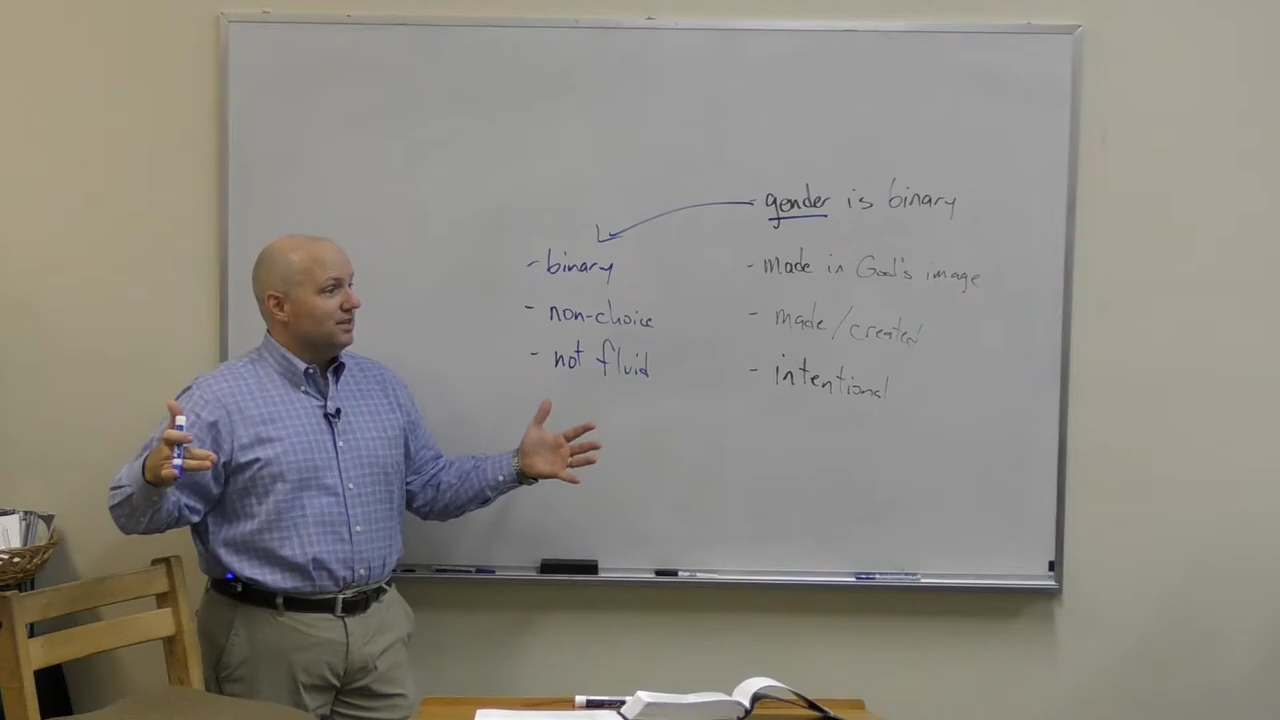 gender is binary
- binary
- non-choice
- not fluid
- made in God's image
- made/created
- intentional